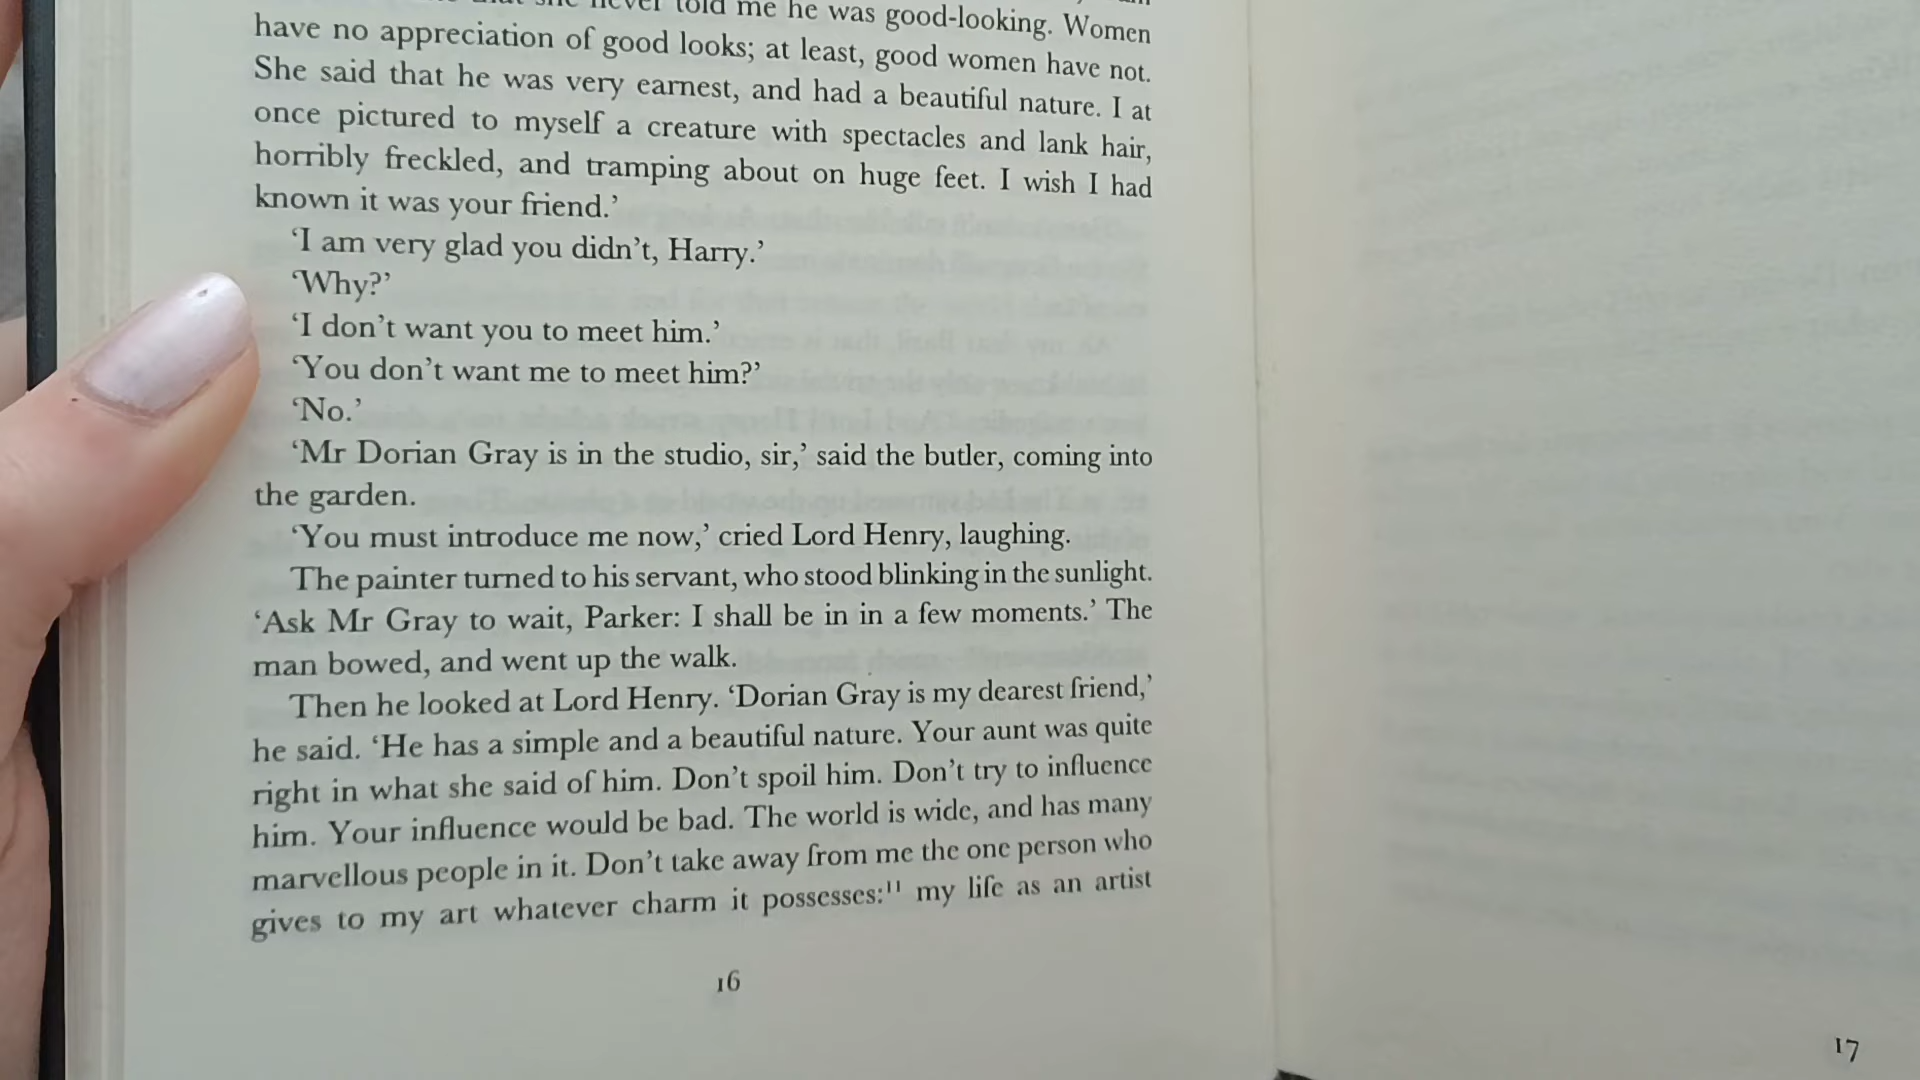 never told me he was good-looking. Women
have no appreciation of good looks; at least, good women have not.
She said that he was very earnest, and had a beautiful nature. I at
once pictured to myself a creature with spectacles and lank hair,
horribly freckled, and tramping about on huge feet. I wish I had
known it was your friend.’
‘I am very glad you didn’t, Harry.’
‘Why?’
‘I don’t want you to meet him.’
‘You don’t want me to meet him?’
‘No.’
‘Mr Dorian Gray is in the studio, sir,’ said the butler, coming into
the garden.
‘You must introduce me now,’ cried Lord Henry, laughing.
The painter turned to his servant, who stood blinking in the sunlight.
‘Ask Mr Gray to wait, Parker: I shall be in in a few moments.’ The
man bowed, and went up the walk.
Then he looked at Lord Henry. ‘Dorian Gray is my dearest friend,’
he said. ‘He has a simple and a beautiful nature. Your aunt was quite
right in what she said of him. Don’t spoil him. Don’t try to influence
him. Your influence would be bad. The world is wide, and has many
marvellous people in it. Don’t take away from me the one person who
gives to my art whatever charm it possesses:¹¹ my life as an artist
16
17